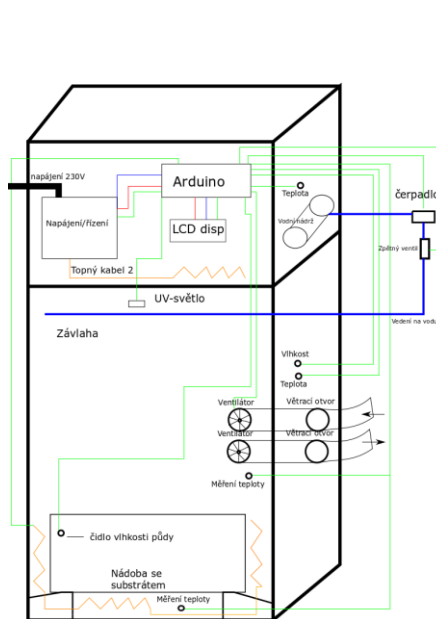 napájení 230V
Arduino
Teplota
čerpadlo
Napájení/řízení
LCD disp
Vodní nádrž
Zpětný ventil
Topný kabel 2
UV-světlo
Závlaha
Vedení na vodu
Vlhkost
Teplota
Ventilátor
Větrací otvor
Ventilátor
Větrací otvor
Měření teploty
čidlo vlhkosti půdy
Nádoba se
substrátem
Měření teploty